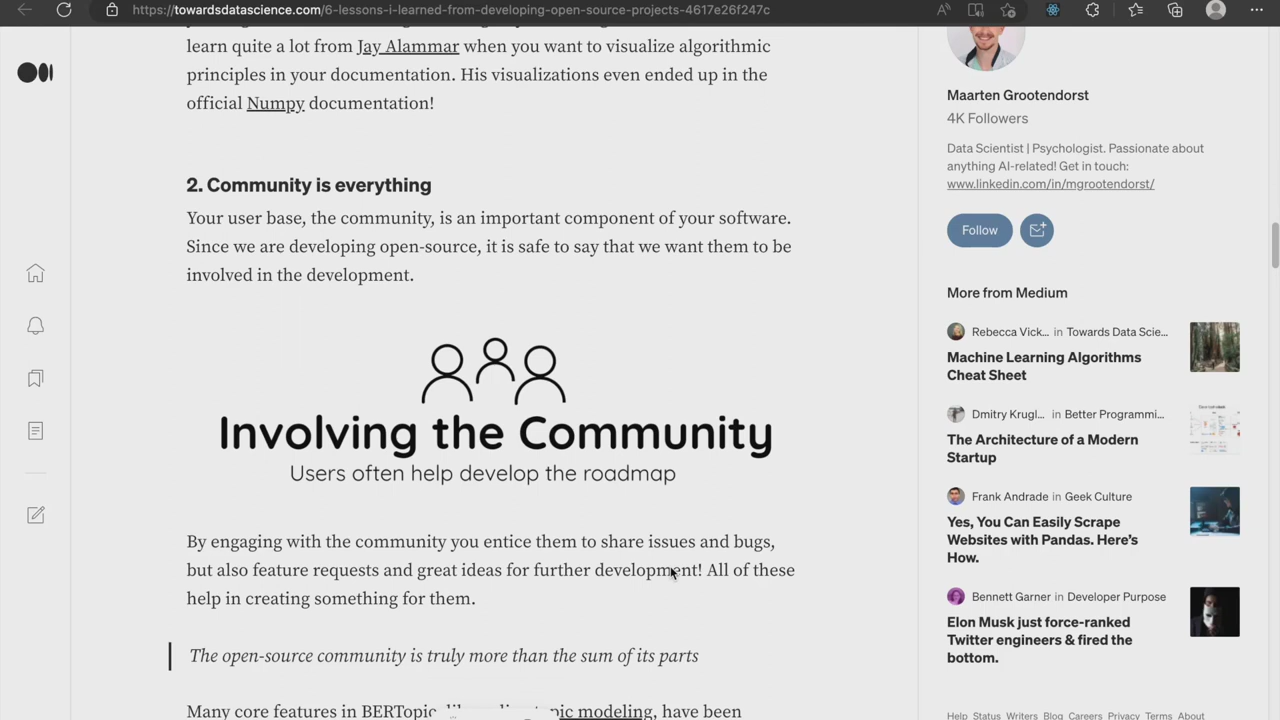 https://towardsdatascience.com/6-lessons-i-learned-from-developing-open-source-projects-4617e26f247c
learn quite a lot from Jay Alammar when you want to visualize algorithmic
principles in your documentation. His visualizations even ended up in the
official Numpy documentation!
2. Community is everything
Your user base, the community, is an important component of your software.
Since we are developing open-source, it is safe to say that we want them to be
involved in the development.
Involving the Community
Users often help develop the roadmap
By engaging with the community you entice them to share issues and bugs,
but also feature requests and great ideas for further development! All of these
help in creating something for them.
The open-source community is truly more than the sum of its parts
Many core features in BERTopic, topic modeling, have been
Maarten Grootendorst
4K Followers
Data Scientist | Psychologist. Passionate about
anything AI-related! Get in touch:
www.linkedin.com/in/mgrootendorst/
Follow
More from Medium
Rebecca Vick... in Towards Data Scie...
Machine Learning Algorithms
Cheat Sheet
Dmitry Krugl... in Better Programmi...
The Architecture of a Modern
Startup
Frank Andrade in Geek Culture
Yes, You Can Easily Scrape
Websites with Pandas. Here's
How.
Bennett Garner in Developer Purpose
Elon Musk just force-ranked
Twitter engineers & fired the
bottom.
Help Status Writers Blog Careers Privacy Terms About